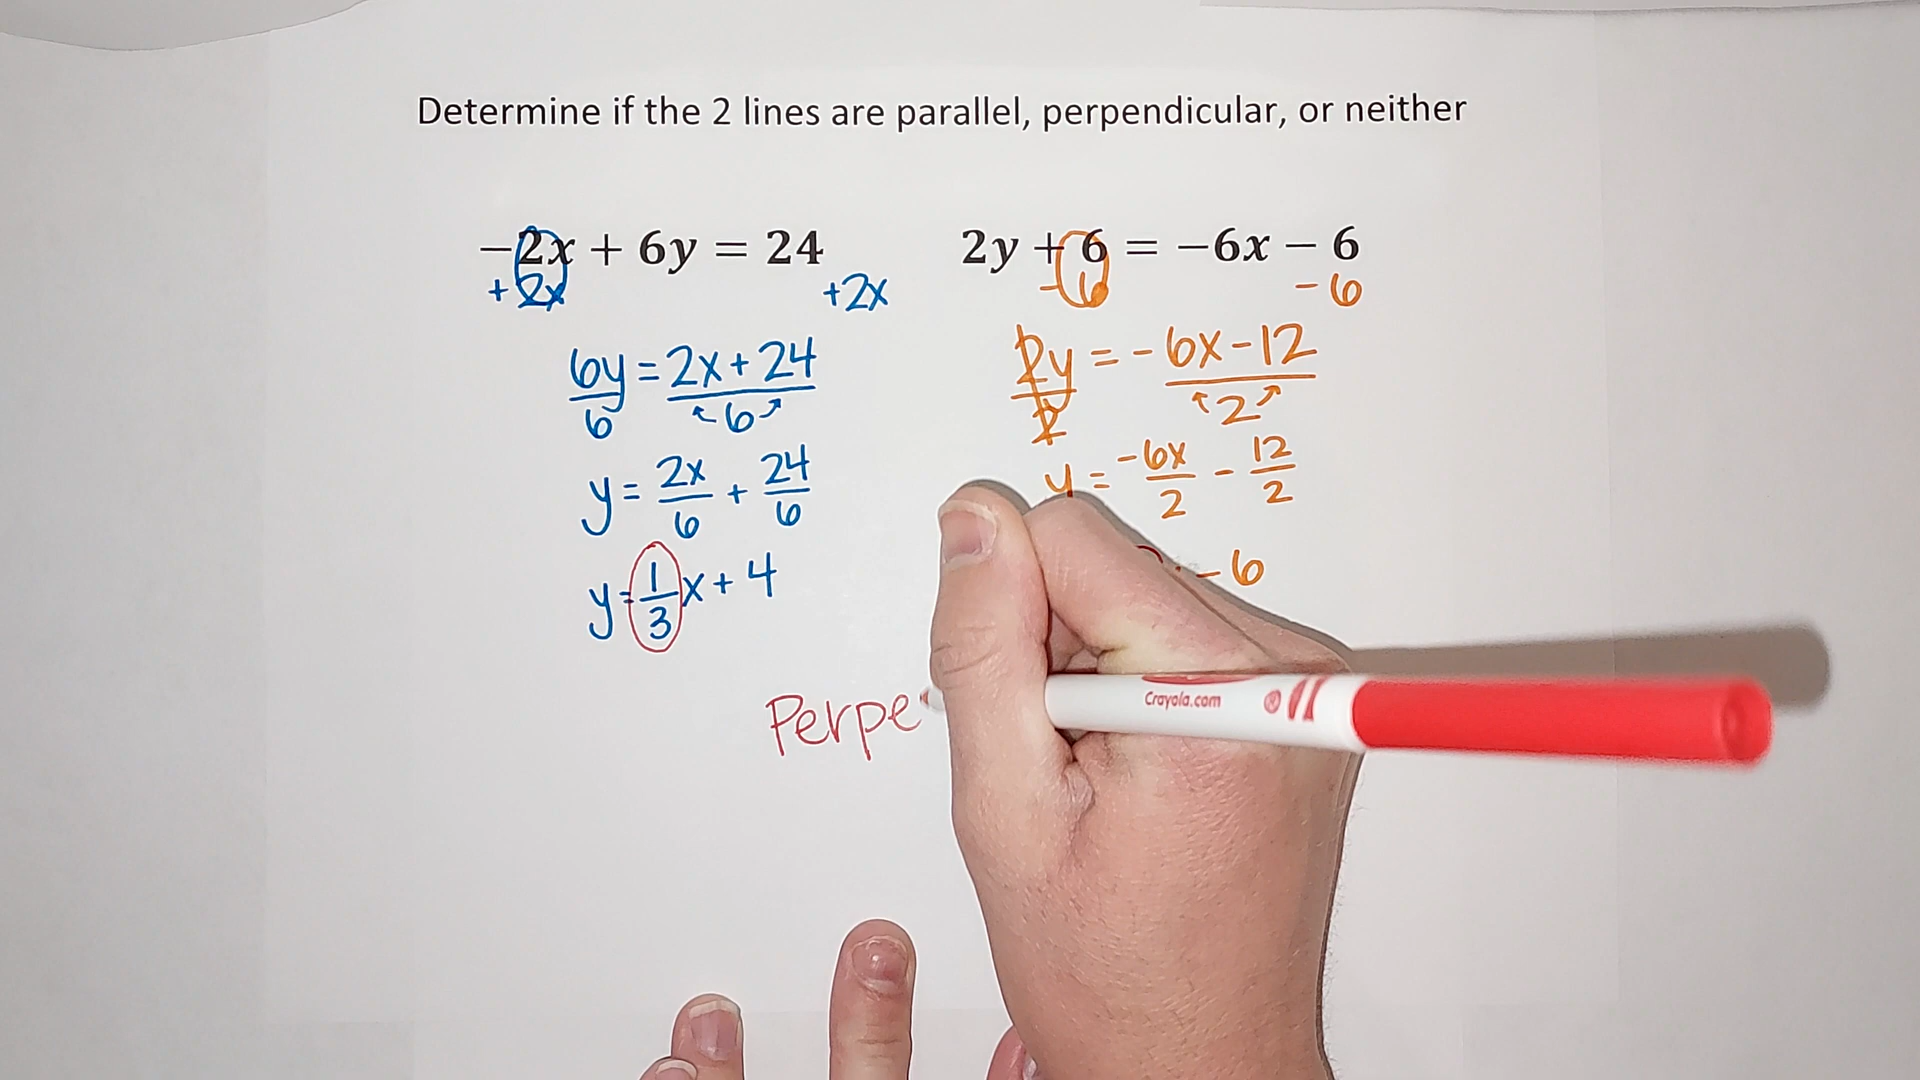 Determine if the 2 lines are parallel, perpendicular, or neither
−2x + 6y = 24
+2x +2x
6y = 2x + 24
6 6
y = 2x/6 + 24/6
y = 1/3 x + 4
2y + 6 = −6x − 6
-6 -6
2y = -6x - 12
2 2
y = -6x/2 - 12/2
- 6
Perpe
Crayola.com